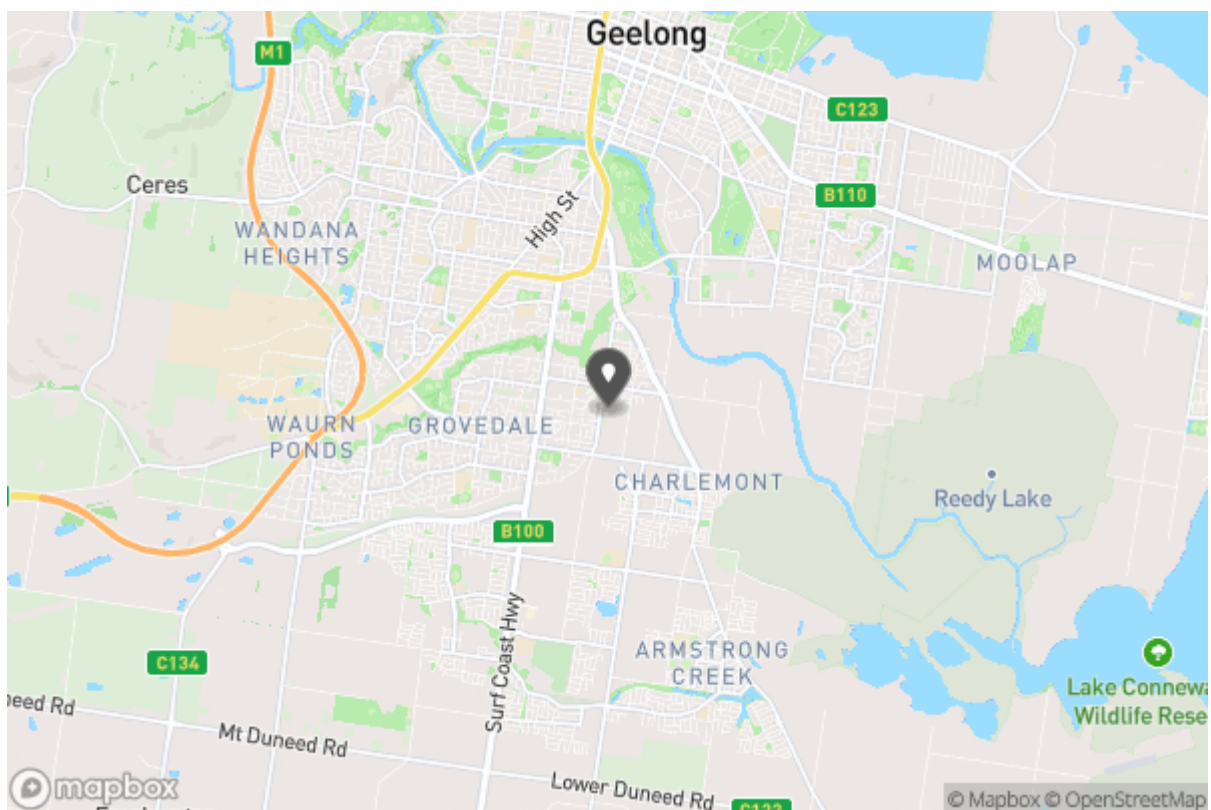 Geelong
M1
C123
Ceres
B110
High St
WANDANA
HEIGHTS
MOOLAP
WAURN
PONDS
GROVEDALE
CHARLEMONT
Reedy Lake
B100
Surf Coast Hwy
ARMSTRONG
CREEK
C134
Lake Connewa
Wildlife Rese
peed Rd
Mt Duneed Rd
Lower Duneed Rd
mapbox
© Mapbox © OpenStreetMap